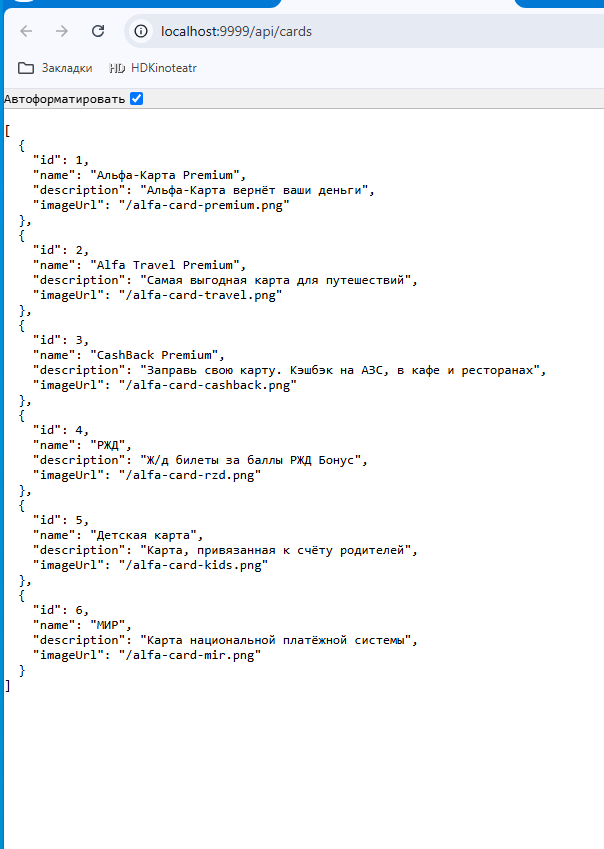 localhost:9999/api/cards
Закладки HDKinoteatr
Автоформатировать
[
  {
    "id": 1,
    "name": "Альфа-Карта Premium",
    "description": "Альфа-Карта вернёт ваши деньги",
    "imageUrl": "/alfa-card-premium.png"
  },
  {
    "id": 2,
    "name": "Alfa Travel Premium",
    "description": "Самая выгодная карта для путешествий",
    "imageUrl": "/alfa-card-travel.png"
  },
  {
    "id": 3,
    "name": "CashBack Premium",
    "description": "Заправь свою карту. Кэшбэк на АЗС, в кафе и ресторанах",
    "imageUrl": "/alfa-card-cashback.png"
  },
  {
    "id": 4,
    "name": "РЖД",
    "description": "Ж/д билеты за баллы РЖД Бонус",
    "imageUrl": "/alfa-card-rzd.png"
  },
  {
    "id": 5,
    "name": "Детская карта",
    "description": "Карта, привязанная к счёту родителей",
    "imageUrl": "/alfa-card-kids.png"
  },
  {
    "id": 6,
    "name": "МИР",
    "description": "Карта национальной платёжной системы",
    "imageUrl": "/alfa-card-mir.png"
  }
]